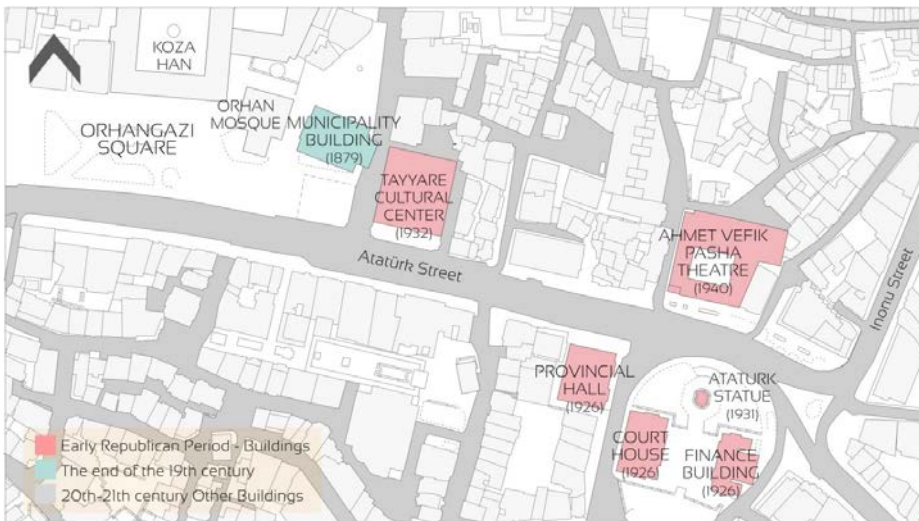 KOZA
HAN
ORHAN
MOSQUE
ORHANGAZI
SQUARE
MUNICIPALITY
BUILDING
(1879)
TAYYARE
CULTURAL
CENTER
(1932)
Atatürk Street
AHMET VEFIK
PASHA
THEATRE
(1940)
Inonu Street
PROVINCIAL
HALL
(1926)
ATATURK
STATUE
(1931)
COURT
HOUSE
(1926)
FINANCE
BUILDING
(1926)
Early Republican Period - Buildings
The end of the 19th century
20th-21th century Other Buildings